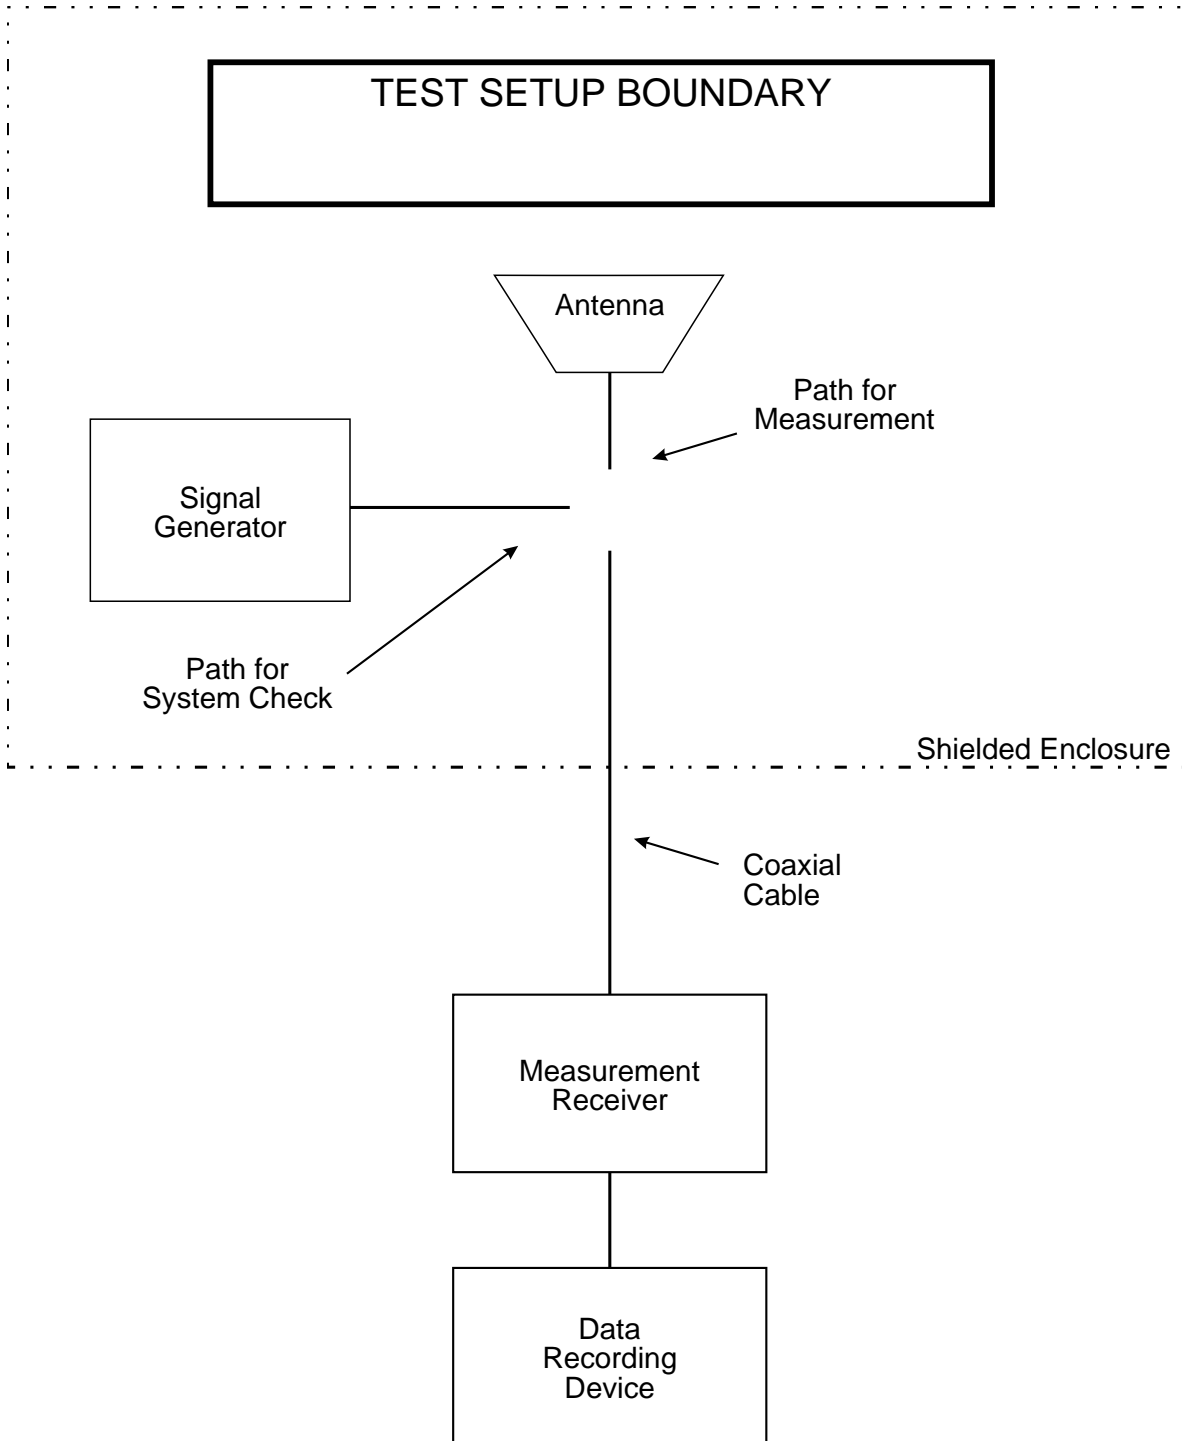 TEST SETUP BOUNDARY
Antenna
Path for
Measurement
Signal
Generator
Path for
System Check
Shielded Enclosure
Coaxial
Cable
Measurement
Receiver
Data
Recording
Device